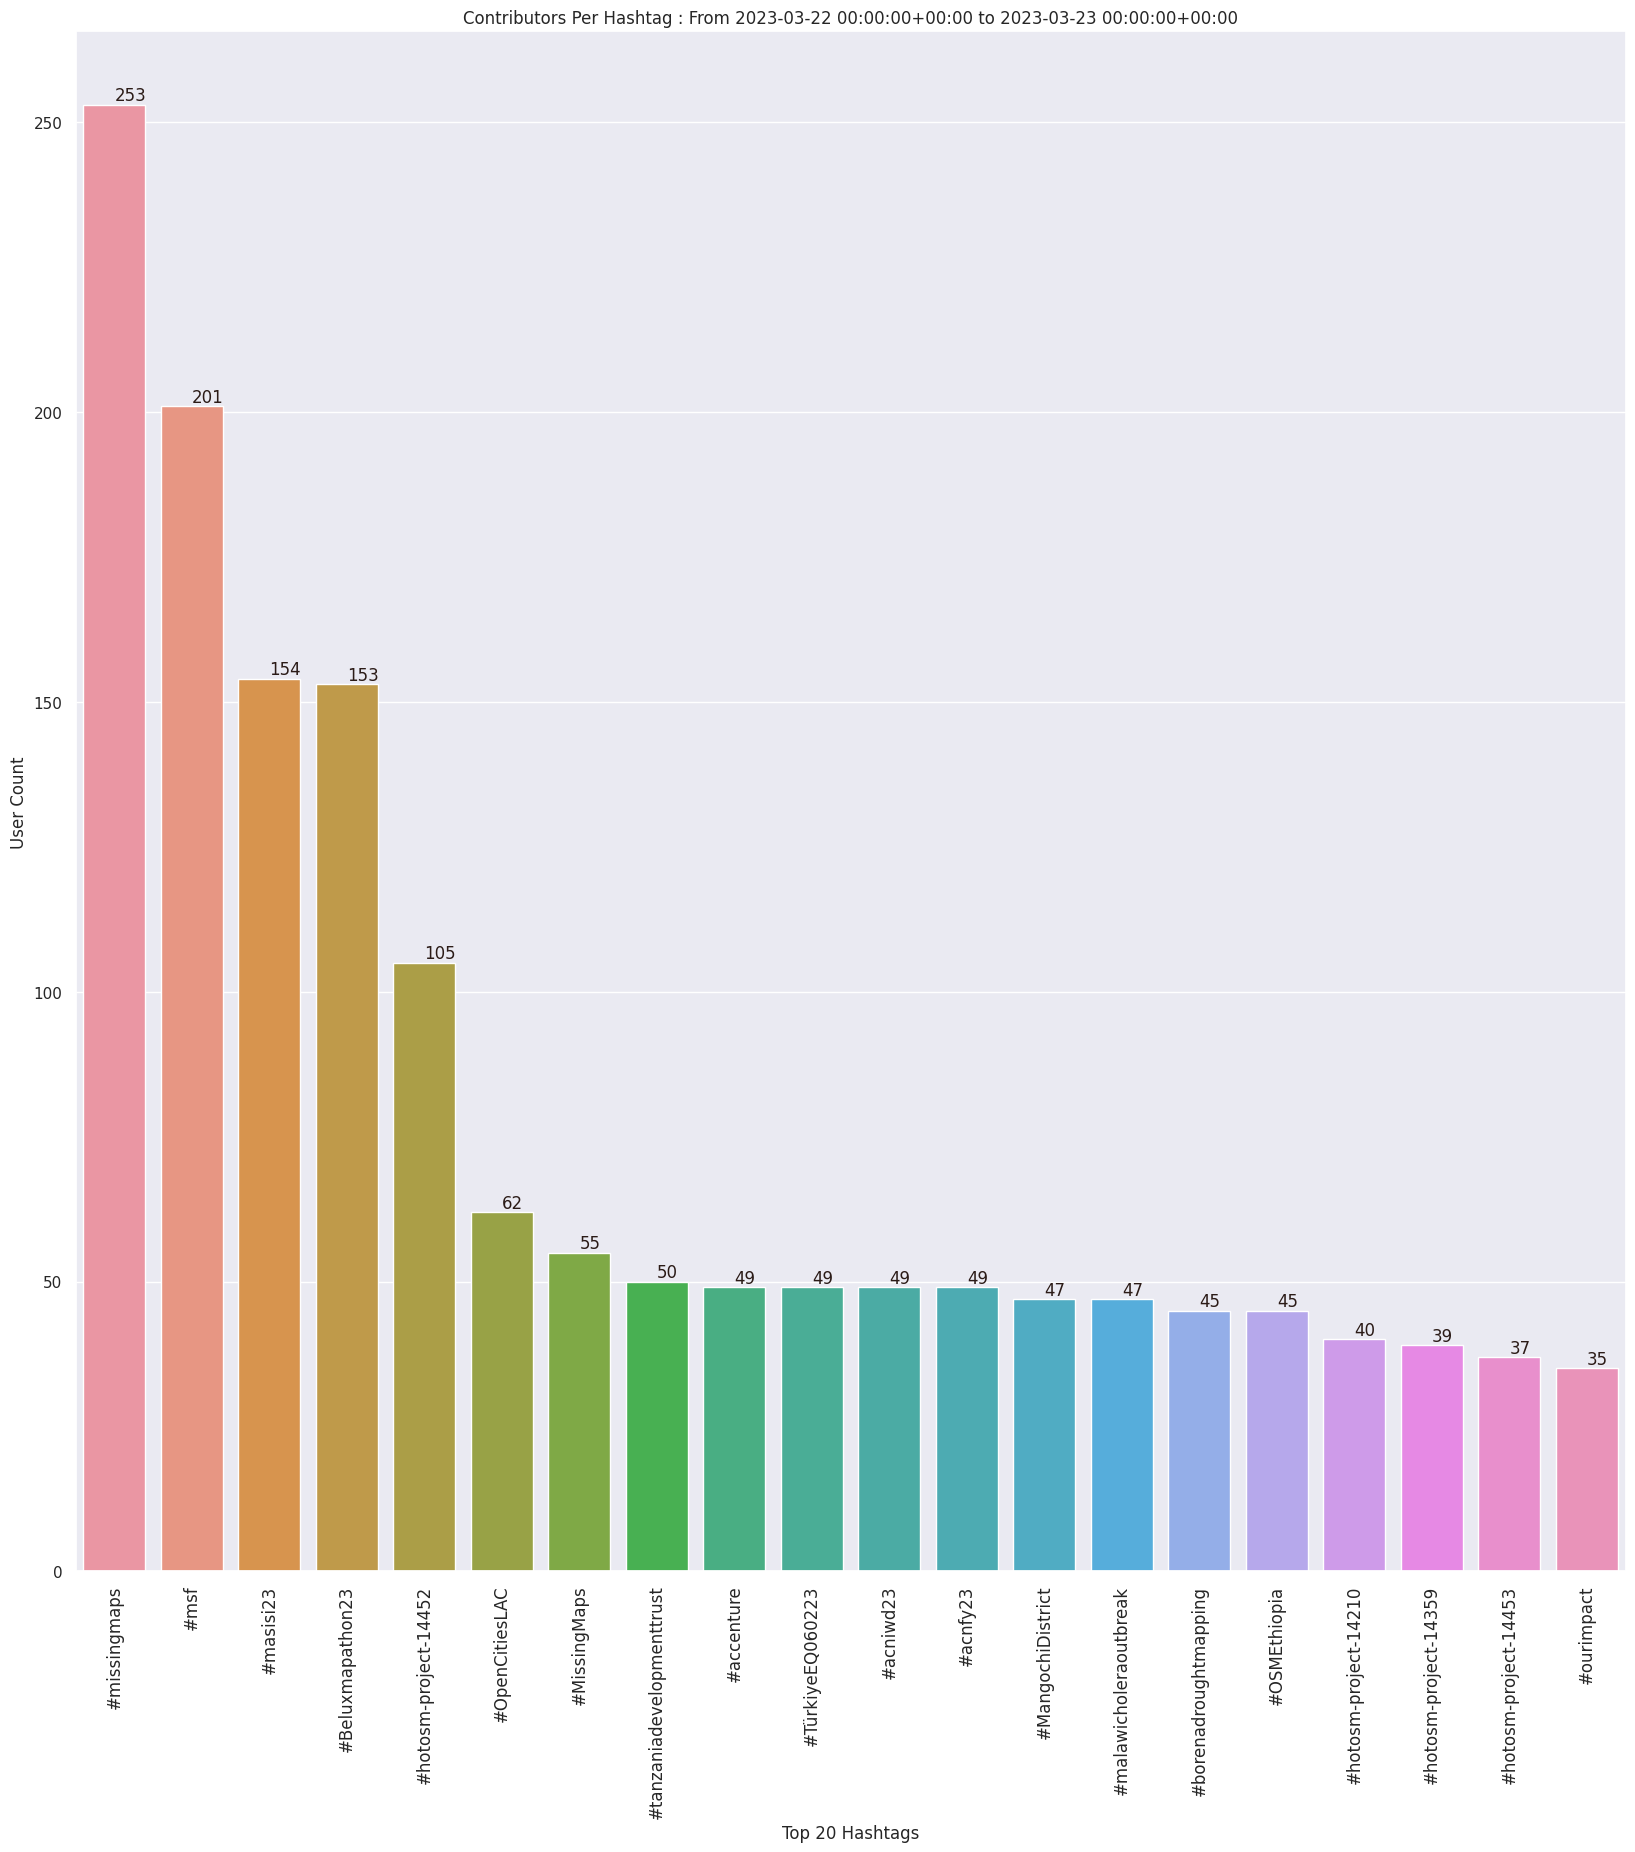 Contributors Per Hashtag : From 2023-03-22 00:00:00+00:00 to 2023-03-23 00:00:00+00:00
User Count
250
200
150
100
50
0
253
201
154
153
105
62
55
50
49
49
49
49
47
47
45
45
40
39
37
35
#missingmaps
#msf
#masisi23
#Beluxmapathon23
#hotosm-project-14452
#OpenCitiesLAC
#MissingMaps
#tanzaniadevelopmenttrust
#accenture
#TürkiyeEQ060223
#acniwd23
#acnfy23
#MangochiDistrict
#malawicholeraoutbreak
#borenadroughtmapping
#OSMEthiopia
#hotosm-project-14210
#hotosm-project-14359
#hotosm-project-14453
#ourimpact
Top 20 Hashtags